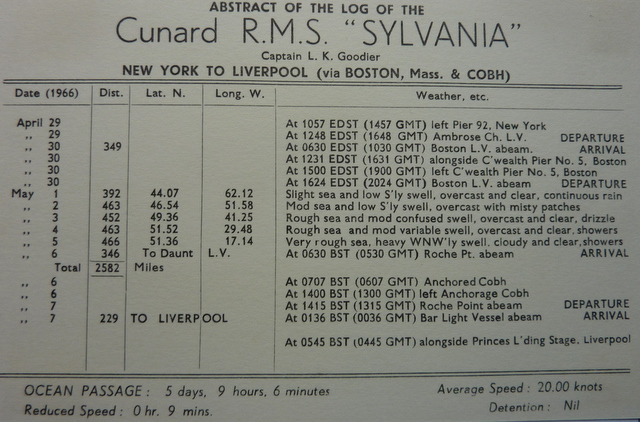 ABSTRACT OF THE LOG OF THE
Cunard R.M.S. "SYLVANIA"
Captain L. K. Goodier
NEW YORK TO LIVERPOOL (via BOSTON, Mass. & COBH)
Date (1966) Dist. Lat. N. Long. W. Weather, etc.
April 29 At 1057 EDST (1457 GMT) left Pier 92, New York
,, 29 At 1248 EDST (1648 GMT) Ambrose Ch. L.V. DEPARTURE
,, 30 349 At 0630 EDST (1030 GMT) Boston L.V. abeam. ARRIVAL
,, 30 At 1231 EDST (1631 GMT) alongside C'wealth Pier No. 5, Boston
,, 30 At 1500 EDST (1900 GMT) left C'wealth Pier No. 5, Boston
,, 30 At 1624 EDST (2024 GMT) Boston L.V. abeam DEPARTURE
May 1 392 44.07 62.12 Slight sea and low S'ly swell, overcast and clear, continuous rain
,, 2 463 46.54 51.58 Mod sea and low S'ly swell, overcast with misty patches
,, 3 452 49.36 41.25 Rough sea and mod confused swell, overcast and clear, drizzle
,, 4 463 51.52 29.48 Rough sea and mod variable swell, overcast and clear. showers
,, 5 466 51.36 17.14 Very rough sea, heavy WNW'ly swell. cloudy and clear, showers
,, 6 346 To Daunt L.V. At 0630 BST (0530 GMT) Roche Pt. abeam ARRIVAL
Total 2582 Miles
,, 6 At 0707 BST (0607 GMT) Anchored Cobh
,, 6 At 1400 BST (1300 GMT) left Anchorage Cobh
,, 7 At 1415 BST (1315 GMT) Roche Point abeam DEPARTURE
,, 7 229 TO LIVERPOOL At 0136 BST (0036 GMT) Bar Light Vessel abeam ARRIVAL
At 0545 BST (0445 GMT) alongside Princes L'ding Stage. Liverpool
OCEAN PASSAGE : 5 days, 9 hours, 6 minutes Average Speed : 20.00 knots
Reduced Speed : 0 hr. 9 mins. Detention : Nil